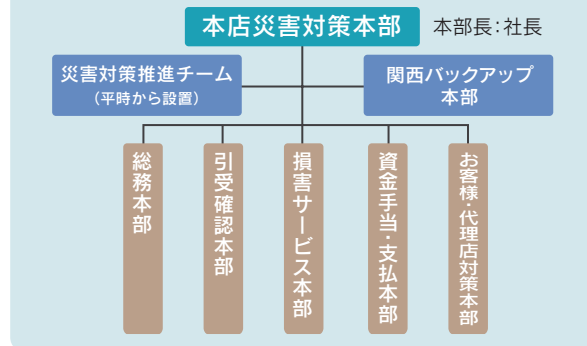 本店災害対策本部
本部長：社長
災害対策推進チーム
（平時から設置）
関西バックアップ
本部
総務本部
引受確認本部
損害サービス本部
資金手当・支払本部
お客様・代理店対策本部